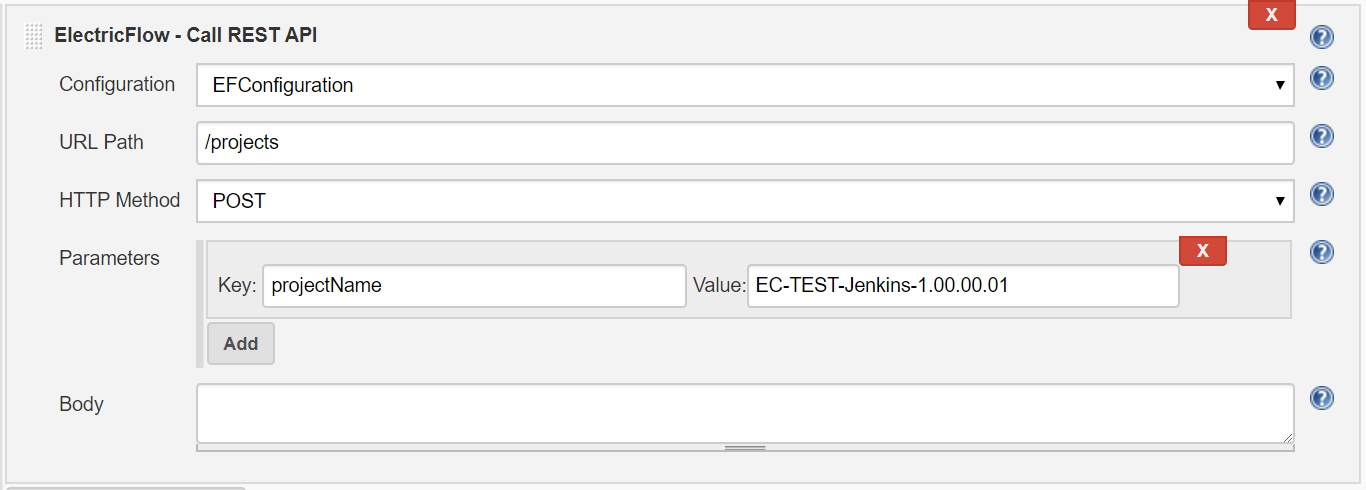 ElectricFlow - Call REST API
X
?
Configuration
EFConfiguration
?
URL Path
/projects
?
HTTP Method
POST
?
Parameters
X
?
Key:
projectName
Value:
EC-TEST-Jenkins-1.00.00.01
Add
Body
?